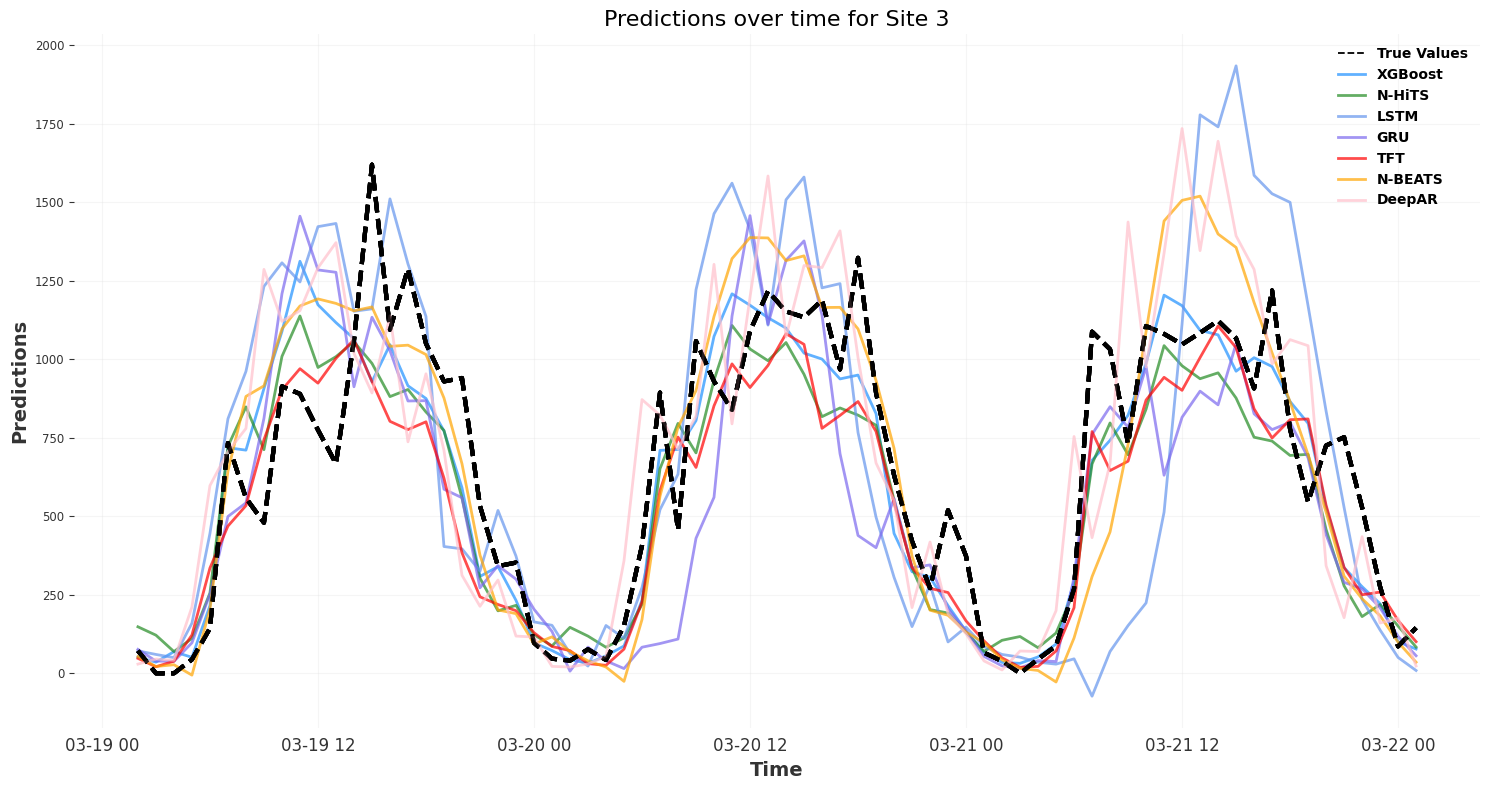 Predictions over time for Site 3
2000
1750
1500
1250
1000
750
500
250
0
Predictions
03-19 00
03-19 12
03-20 00
03-20 12
03-21 00
03-21 12
03-22 00
Time
True Values
XGBoost
N-HiTS
LSTM
GRU
TFT
N-BEATS
DeepAR